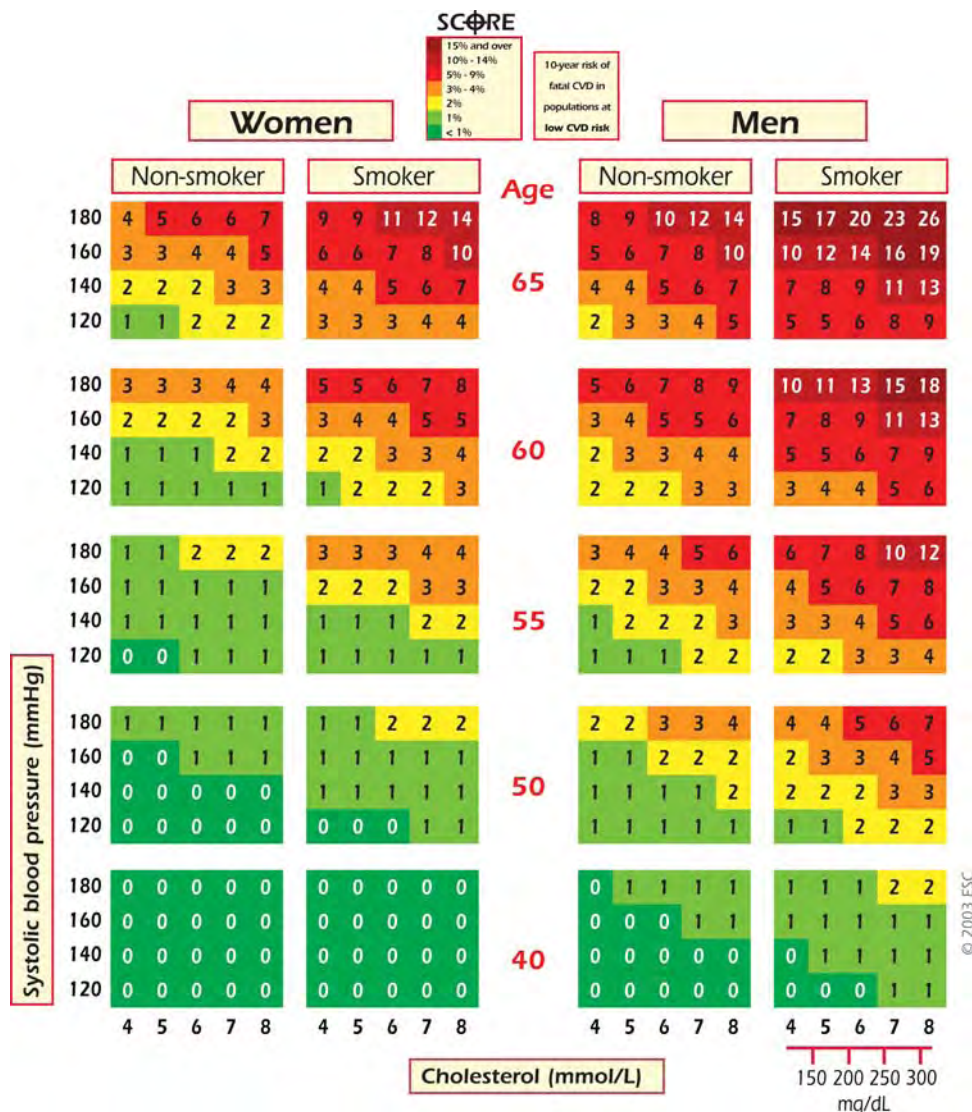 SCORE
15% and over
10% - 14%
5% - 9%
3% - 4%
2%
1%
< 1%
10-year risk of
fatal CVD in
populations at
low CVD risk
Women Men
Non-smoker Smoker Age Non-smoker Smoker
180 4 5 6 6 7 9 9 11 12 14 8 9 10 12 14 15 17 20 23 26
160 3 3 4 4 5 6 6 7 8 10 5 6 7 8 10 10 12 14 16 19
65
140 2 2 2 3 3 4 4 5 6 7 4 4 5 6 7 7 8 9 11 13
120 1 1 2 2 2 3 3 3 4 4 2 3 3 4 5 5 5 6 8 9
180 3 3 3 4 4 5 5 6 7 8 5 6 7 8 9 10 11 13 15 18
160 2 2 2 2 3 3 4 4 5 5 3 4 5 5 6 7 8 9 11 13
60
140 1 1 1 2 2 2 2 3 3 4 2 3 3 4 4 5 5 6 7 9
120 1 1 1 1 1 1 2 2 2 3 2 2 2 3 3 3 4 4 5 6
180 1 1 2 2 2 3 3 3 4 4 3 4 4 5 6 6 7 8 10 12
160 1 1 1 1 1 2 2 2 3 3 2 2 3 3 4 4 5 6 7 8
55
140 1 1 1 1 1 1 1 1 2 2 1 2 2 2 3 3 3 4 5 6
120 0 0 1 1 1 1 1 1 1 1 1 1 1 2 2 2 2 3 3 4
180 1 1 1 1 1 1 1 2 2 2 2 2 3 3 4 4 4 5 6 7
160 0 0 1 1 1 1 1 1 1 1 1 1 2 2 2 2 3 3 4 5
50
140 0 0 0 0 0 1 1 1 1 1 1 1 1 1 2 2 2 2 3 3
120 0 0 0 0 0 0 0 0 1 1 1 1 1 1 1 1 1 2 2 2
180 0 0 0 0 0 0 0 0 0 0 0 1 1 1 1 1 1 1 2 2
160 0 0 0 0 0 0 0 0 0 0 0 0 0 1 1 1 1 1 1 1
40
140 0 0 0 0 0 0 0 0 0 0 0 0 0 0 0 0 1 1 1 1
120 0 0 0 0 0 0 0 0 0 0 0 0 0 0 0 0 0 0 1 1
4 5 6 7 8 4 5 6 7 8 4 5 6 7 8 4 5 6 7 8
Systolic blood pressure (mmHg)
Cholesterol (mmol/L)
150 200 250 300
mg/dL
© 2003 ESC